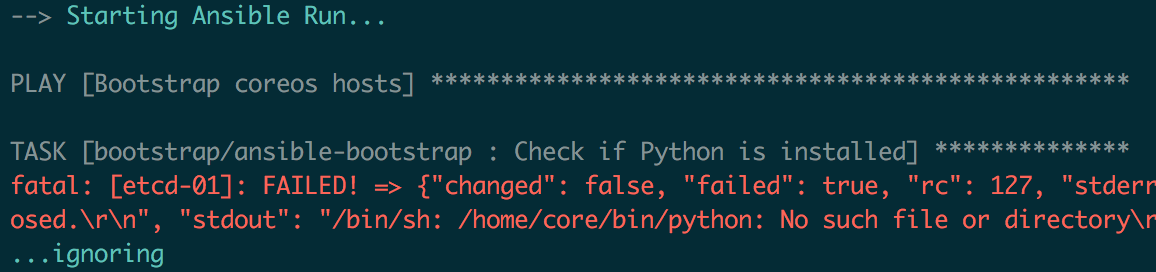 --> Starting Ansible Run...
PLAY [Bootstrap coreos hosts] **************************************************
TASK [bootstrap/ansible-bootstrap : Check if Python is installed] **************
fatal: [etcd-01]: FAILED! => {"changed": false, "failed": true, "rc": 127, "stderr
osed.\r\n", "stdout": "/bin/sh: /home/core/bin/python: No such file or directory\r
...ignoring